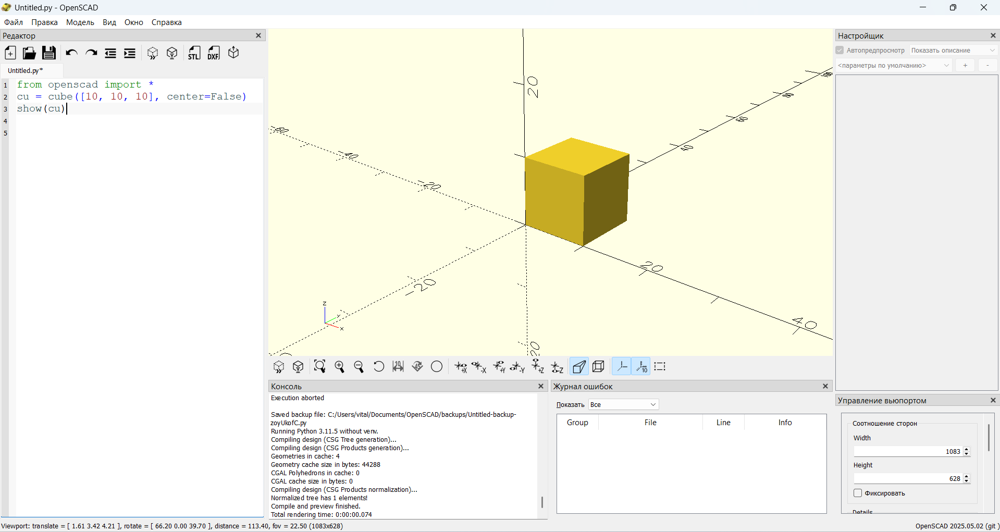 Untitled.py - OpenSCAD
Файл Правка Модель Вид Окно Справка
Редактор
STL DXF
Untitled.py*
1 from openscad import *
2 cu = cube([10, 10, 10], center=False)
3 show(cu)
4
5
20
-60
-40
-20
40
-20
20
40
20
z
y
x
10 45 +X -X +Y -Y +Z -Z 10
Консоль
Execution aborted
Saved backup file: C:/Users/vital/Documents/OpenSCAD/backups/Untitled-backup-
zoyUkofC.py
Running Python 3.11.5 without venv.
Compiling design (CSG Tree generation)...
Compiling design (CSG Products generation)...
Geometries in cache: 4
Geometry cache size in bytes: 44288
CGAL Polyhedrons in cache: 0
CGAL cache size in bytes: 0
Compiling design (CSG Products normalization)...
Normalized tree has 1 elements!
Compile and preview finished.
Total rendering time: 0:00:00.074
Журнал ошибок
Показать Все
Group File Line Info
Настройщик
Автопредпросмотр Показать описание
<параметры по умолчанию> + -
Управление вьюпортом
Соотношение сторон
Width
1083
Height
628
Фиксировать
Details
Viewport: translate = [ 1.61 3.42 4.21 ], rotate = [ 66.20 0.00 39.70 ], distance = 113.40, fov = 22.50 (1083x628)
OpenSCAD 2025.05.02 (git )